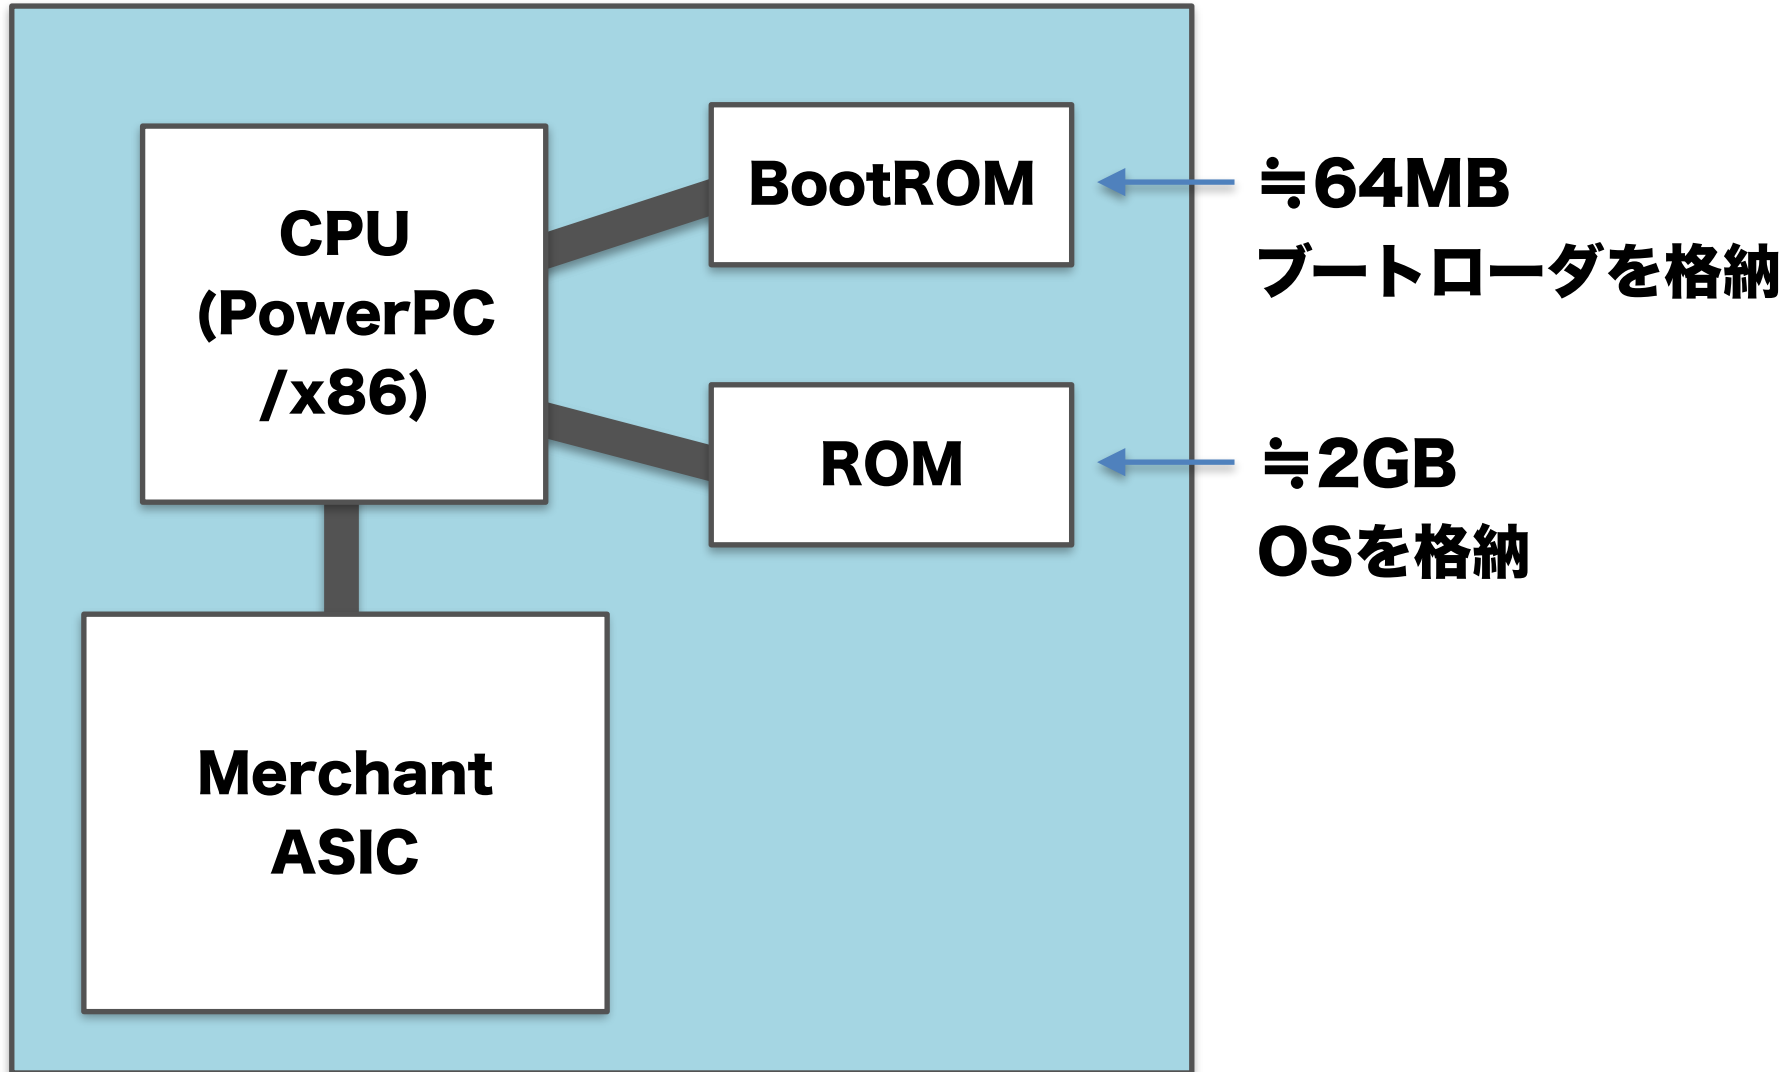 CPU
(PowerPC
/x86)
BootROM
≒64MB
ブートローダを格納
ROM
≒2GB
OSを格納
Merchant
ASIC